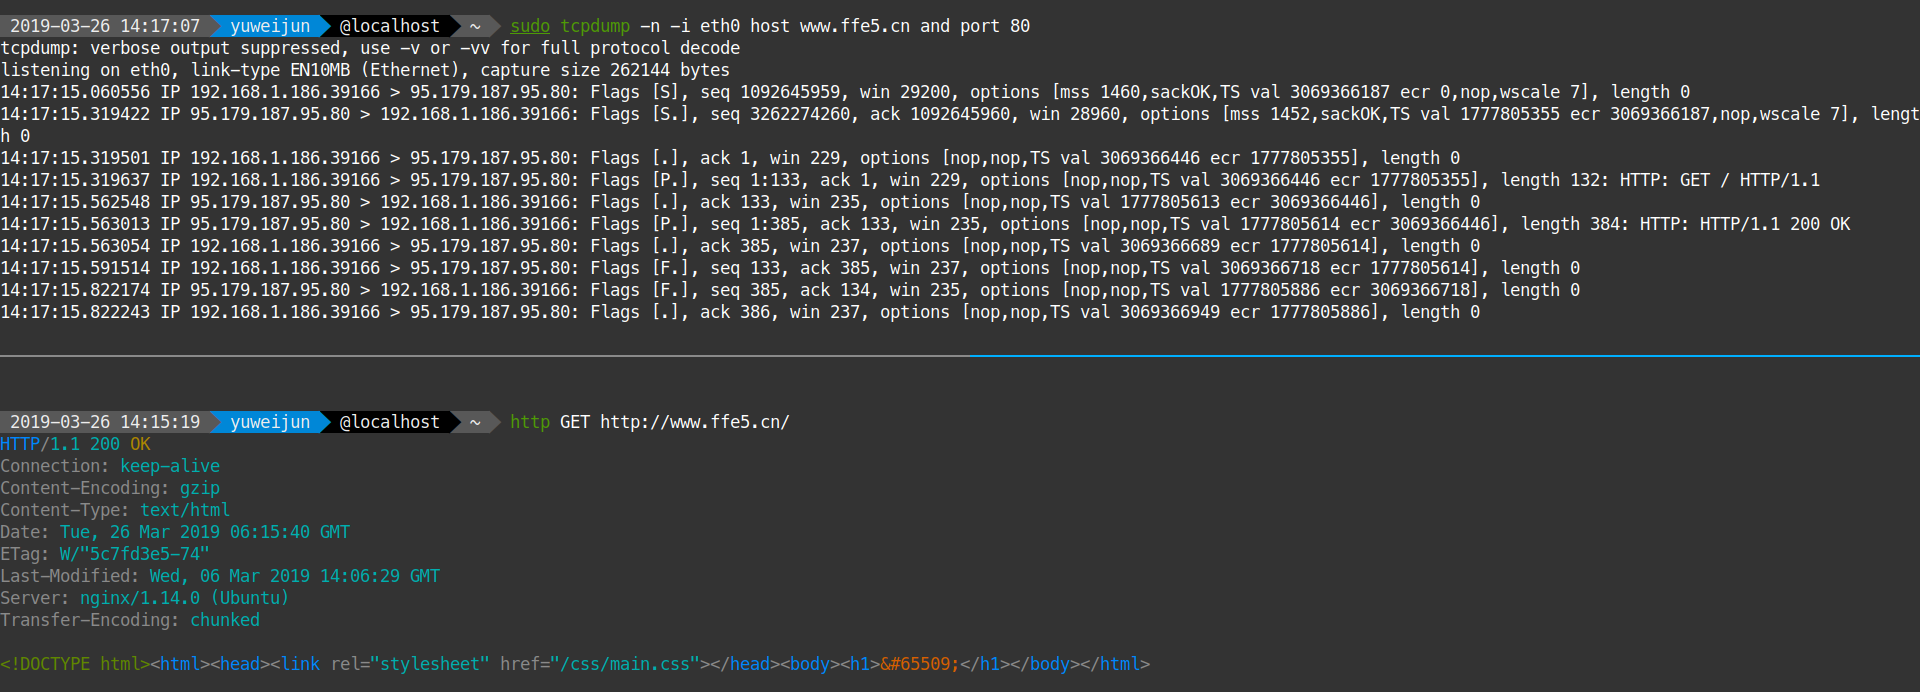 2019-03-26 14:17:07 yuweijun @localhost ~ sudo tcpdump -n -i eth0 host www.ffe5.cn and port 80
tcpdump: verbose output suppressed, use -v or -vv for full protocol decode
listening on eth0, link-type EN10MB (Ethernet), capture size 262144 bytes
14:17:15.060556 IP 192.168.1.186.39166 > 95.179.187.95.80: Flags [S], seq 1092645959, win 29200, options [mss 1460,sackOK,TS val 3069366187 ecr 0,nop,wscale 7], length 0
14:17:15.319422 IP 95.179.187.95.80 > 192.168.1.186.39166: Flags [S.], seq 3262274260, ack 1092645960, win 28960, options [mss 1452,sackOK,TS val 1777805355 ecr 3069366187,nop,wscale 7], lengt
h 0
14:17:15.319501 IP 192.168.1.186.39166 > 95.179.187.95.80: Flags [.], ack 1, win 229, options [nop,nop,TS val 3069366446 ecr 1777805355], length 0
14:17:15.319637 IP 192.168.1.186.39166 > 95.179.187.95.80: Flags [P.], seq 1:133, ack 1, win 229, options [nop,nop,TS val 3069366446 ecr 1777805355], length 132: HTTP: GET / HTTP/1.1
14:17:15.562548 IP 95.179.187.95.80 > 192.168.1.186.39166: Flags [.], ack 133, win 235, options [nop,nop,TS val 1777805613 ecr 3069366446], length 0
14:17:15.563013 IP 95.179.187.95.80 > 192.168.1.186.39166: Flags [P.], seq 1:385, ack 133, win 235, options [nop,nop,TS val 1777805614 ecr 3069366446], length 384: HTTP: HTTP/1.1 200 OK
14:17:15.563054 IP 192.168.1.186.39166 > 95.179.187.95.80: Flags [.], ack 385, win 237, options [nop,nop,TS val 3069366689 ecr 1777805614], length 0
14:17:15.591514 IP 192.168.1.186.39166 > 95.179.187.95.80: Flags [F.], seq 133, ack 385, win 237, options [nop,nop,TS val 3069366718 ecr 1777805614], length 0
14:17:15.822174 IP 95.179.187.95.80 > 192.168.1.186.39166: Flags [F.], seq 385, ack 134, win 235, options [nop,nop,TS val 1777805886 ecr 3069366718], length 0
14:17:15.822243 IP 192.168.1.186.39166 > 95.179.187.95.80: Flags [.], ack 386, win 237, options [nop,nop,TS val 3069366949 ecr 1777805886], length 0
2019-03-26 14:15:19 yuweijun @localhost ~ http GET http://www.ffe5.cn/
HTTP/1.1 200 OK
Connection: keep-alive
Content-Encoding: gzip
Content-Type: text/html
Date: Tue, 26 Mar 2019 06:15:40 GMT
ETag: W/"5c7fd3e5-74"
Last-Modified: Wed, 06 Mar 2019 14:06:29 GMT
Server: nginx/1.14.0 (Ubuntu)
Transfer-Encoding: chunked
<!DOCTYPE html><html><head><link rel="stylesheet" href="/css/main.css"></head><body><h1>&#65509;</h1></body></html>